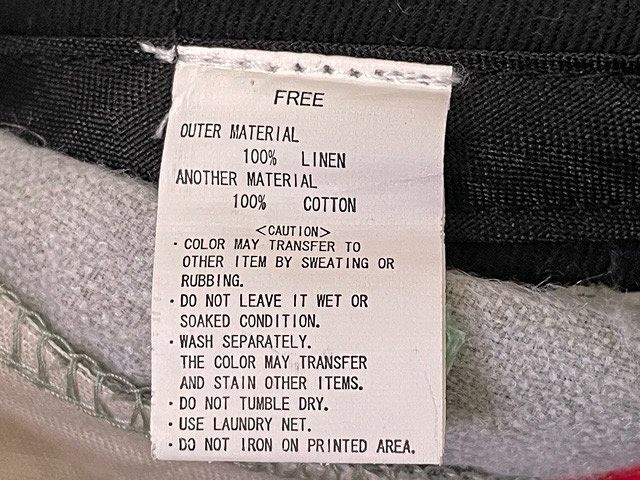 FREE
OUTER MATERIAL
100% LINEN
ANOTHER MATERIAL
100% COTTON
<CAUTION>
・COLOR MAY TRANSFER TO
OTHER ITEM BY SWEATING OR
RUBBING.
・DO NOT LEAVE IT WET OR
SOAKED CONDITION.
・WASH SEPARATELY.
THE COLOR MAY TRANSFER
AND STAIN OTHER ITEMS.
・DO NOT TUMBLE DRY.
・USE LAUNDRY NET.
・DO NOT IRON ON PRINTED AREA.